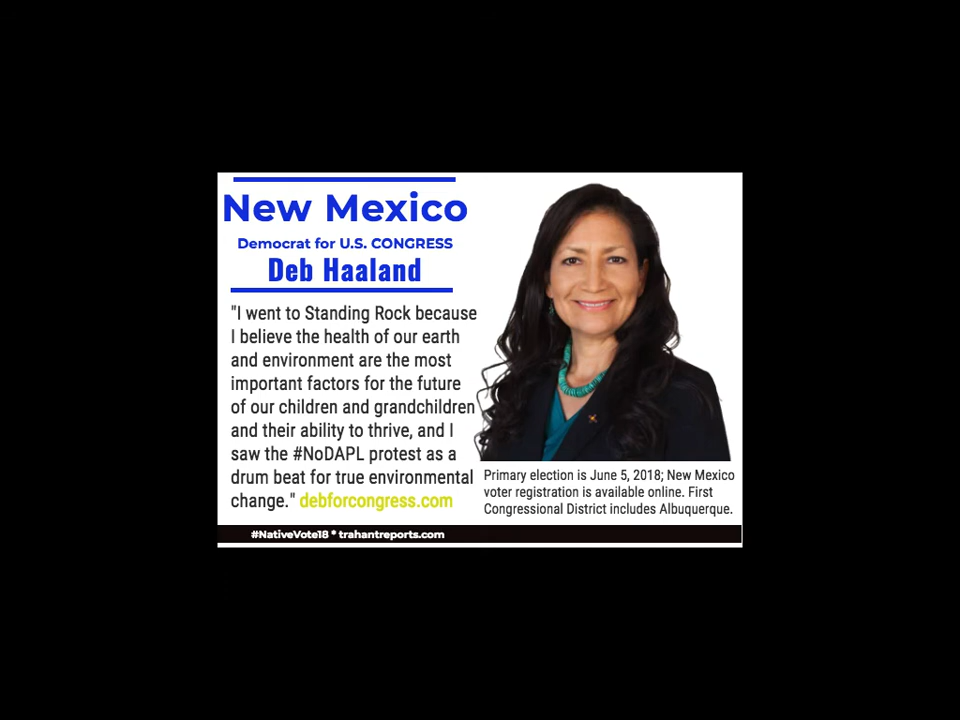 New Mexico
Democrat for U.S. CONGRESS
Deb Haaland
"I went to Standing Rock because
I believe the health of our earth
and environment are the most
important factors for the future
of our children and grandchildren
and their ability to thrive, and I
saw the #NoDAPL protest as a
drum beat for true environmental
change." debforcongress.com
Primary election is June 5, 2018; New Mexico
voter registration is available online. First
Congressional District includes Albuquerque.
#NativeVote18 * trahantreports.com